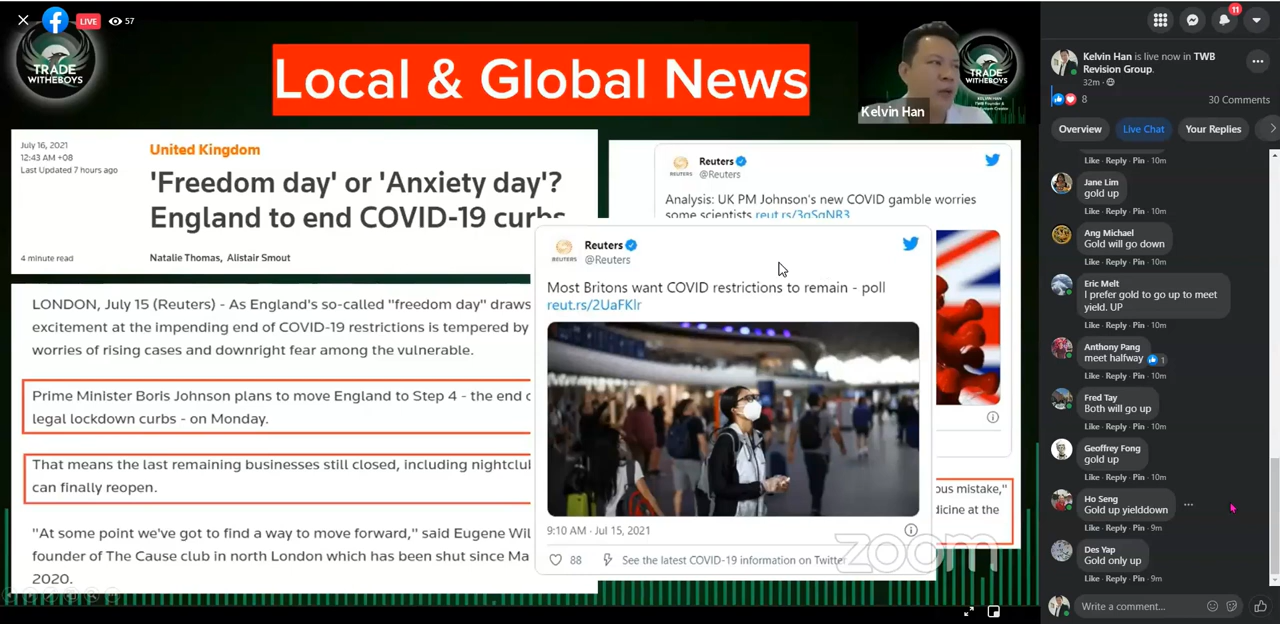 LIVE
57
TRADE
WITHEBOYS
Local & Global News
TRADE
WITHEBOYS
Kelvin Han
July 16, 2021
12:43 AM +08
Last Updated 7 hours ago
4 minute read
United Kingdom
'Freedom day' or 'Anxiety day'?
England to end COVID-19 curbs
Natalie Thomas, Alistair Smout
LONDON, July 15 (Reuters) - As England's so-called "freedom day" draws
excitement at the impending end of COVID-19 restrictions is tempered by
worries of rising cases and downright fear among the vulnerable.
Prime Minister Boris Johnson plans to move England to Step 4 - the end
legal lockdown curbs - on Monday.
That means the last remaining businesses still closed, including
can finally reopen.
"At some point we've got to find a way to move forward," said Eugene
founder of The Cause club in north London which has been shut since
2020.
Reuters
@Reuters
REUTERS
Analysis: UK PM Johnson's new COVID gamble worries
some scientists reut.rs/3qSgNR3
Reuters
@Reuters
REUTERS
Most Britons want COVID restrictions to remain - poll
reut.rs/2UaFKlr
9:10 AM · Jul 15, 2021
88
See the latest COVID-19 information on Twitter
mistake,"
at the
zoom
11
Kelvin Han is live now in TWB
Revision Group.
32m ·
8
30 Comments
Overview
Live Chat
Your Replies
Like · Reply · Pin · 10m
Jane Lim
gold up
Like · Reply · Pin · 10m
Ang Michael
Gold will go down
Like · Reply · Pin · 10m
Eric Melt
I prefer gold to go up to meet
yield. UP
Like · Reply · Pin · 10m
Anthony Pang
meet halfway
1
Like · Reply · Pin · 10m
Fred Tay
Both will go up
Like · Reply · Pin · 10m
Geoffrey Fong
gold up
Like · Reply · Pin · 10m
Ho Seng
Gold up yielddown
Like · Reply · Pin · 9m
Des Yap
Gold only up
Like · Reply · Pin · 9m
Write a comment...